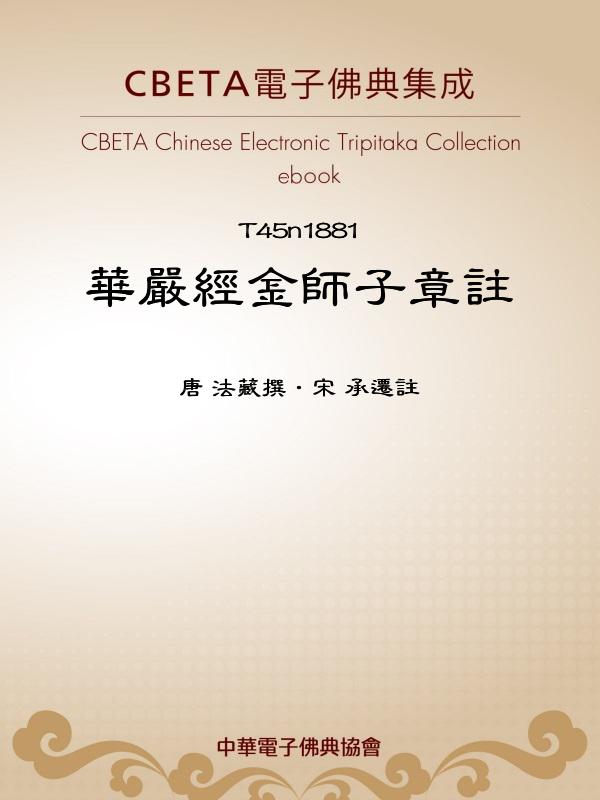 CBETA電子佛典集成
CBETA Chinese Electronic Tripitaka Collection
ebook
T45n1881
華嚴經金師子章註
唐 法藏撰．宋 承遷註
中華電子佛典協會